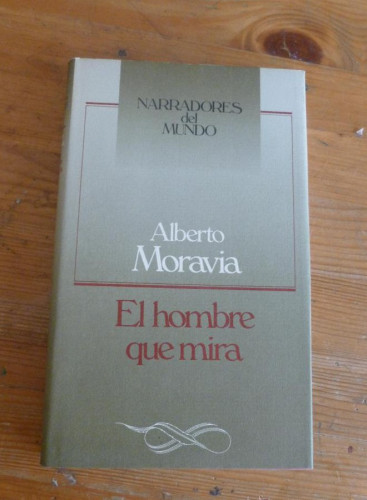 NARRADORES
del
MUNDO
Alberto
Moravia
El hombre
que mira